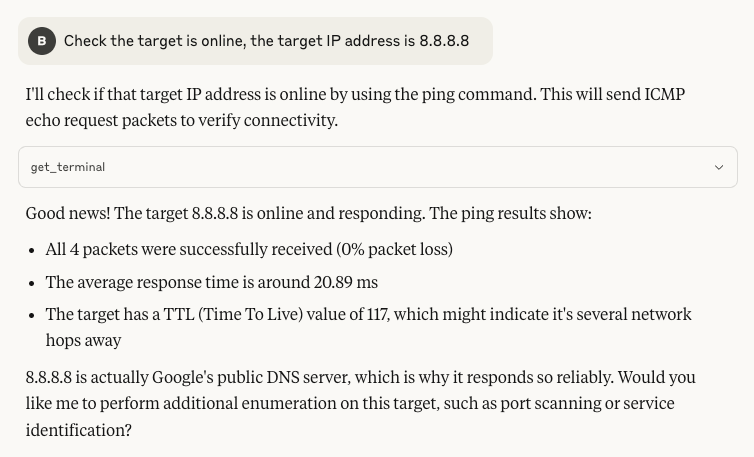 B Check the target is online, the target IP address is 8.8.8.8
I'll check if that target IP address is online by using the ping command. This will send ICMP
echo request packets to verify connectivity.
get_terminal
Good news! The target 8.8.8.8 is online and responding. The ping results show:
• All 4 packets were successfully received (0% packet loss)
• The average response time is around 20.89 ms
• The target has a TTL (Time To Live) value of 117, which might indicate it's several network
hops away
8.8.8.8 is actually Google's public DNS server, which is why it responds so reliably. Would you
like me to perform additional enumeration on this target, such as port scanning or service
identification?